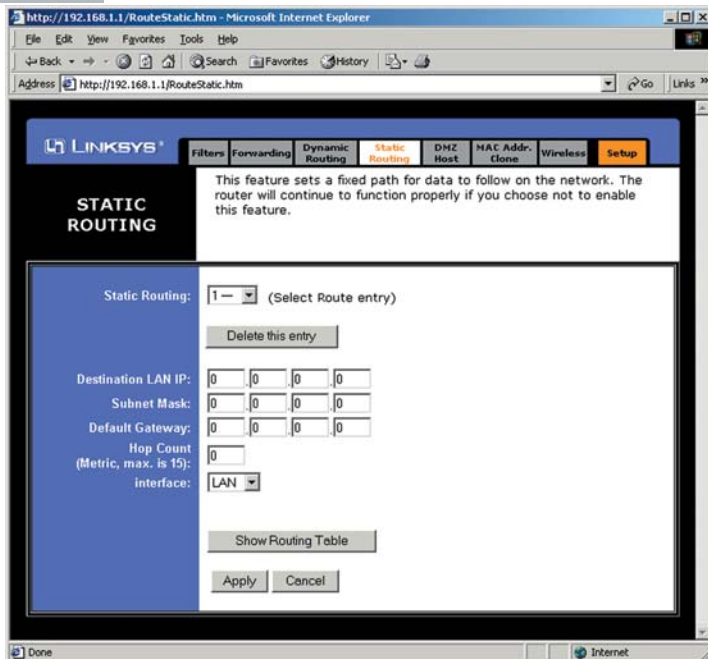 http://192.168.1.1/RouteStatic.htm - Microsoft Internet Explorer
File Edit View Favorites Tools Help
Back Search Favorites History
Address http://192.168.1.1/RouteStatic.htm Go Links »
LINKSYS®
Filters Forwarding Dynamic Routing Static Routing DMZ Host MAC Addr. Clone Wireless Setup
STATIC
ROUTING
This feature sets a fixed path for data to follow on the network. The
router will continue to function properly if you choose not to enable
this feature.
Static Routing: 1 — (Select Route entry)
Delete this entry
Destination LAN IP: 0 . 0 . 0 . 0
Subnet Mask: 0 . 0 . 0 . 0
Default Gateway: 0 . 0 . 0 . 0
Hop Count
(Metric, max. is 15): 0
interface: LAN
Show Routing Table
Apply Cancel
Done Internet